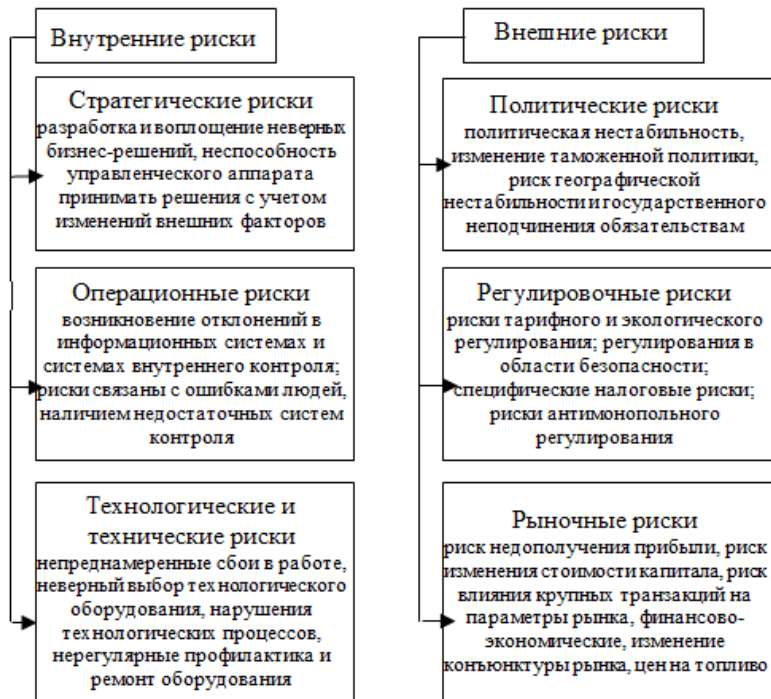 Внутренние риски
Стратегические риски
разработка и воплощение неверных
бизнес-решений, неспособность
управленческого аппарата
принимать решения с учетом
изменений внешних факторов
Операционные риски
возникновение отклонений в
информационных системах и
системах внутреннего контроля;
риски связаны с ошибками людей,
наличием недостаточных систем
контроля
Технологические и
технические риски
непреднамеренные сбои в работе,
неверный выбор технологического
оборудования, нарушения
технологических процессов,
нерегулярные профилактика и
ремонт оборудования
Внешние риски
Политические риски
политическая нестабильность,
изменение таможенной политики,
риск географической
нестабильности и государственного
неподчинения обязательствам
Регулировочные риски
риски тарифного и экологического
регулирования; регулирования в
области безопасности;
специфические налоговые риски;
риски антимонопольного
регулирования
Рыночные риски
риск недополучения прибыли, риск
изменения стоимости капитала, риск
влияния крупных транзакций на
параметры рынка, финансово-
экономические, изменение
конъюнктуры рынка, цен на топливо